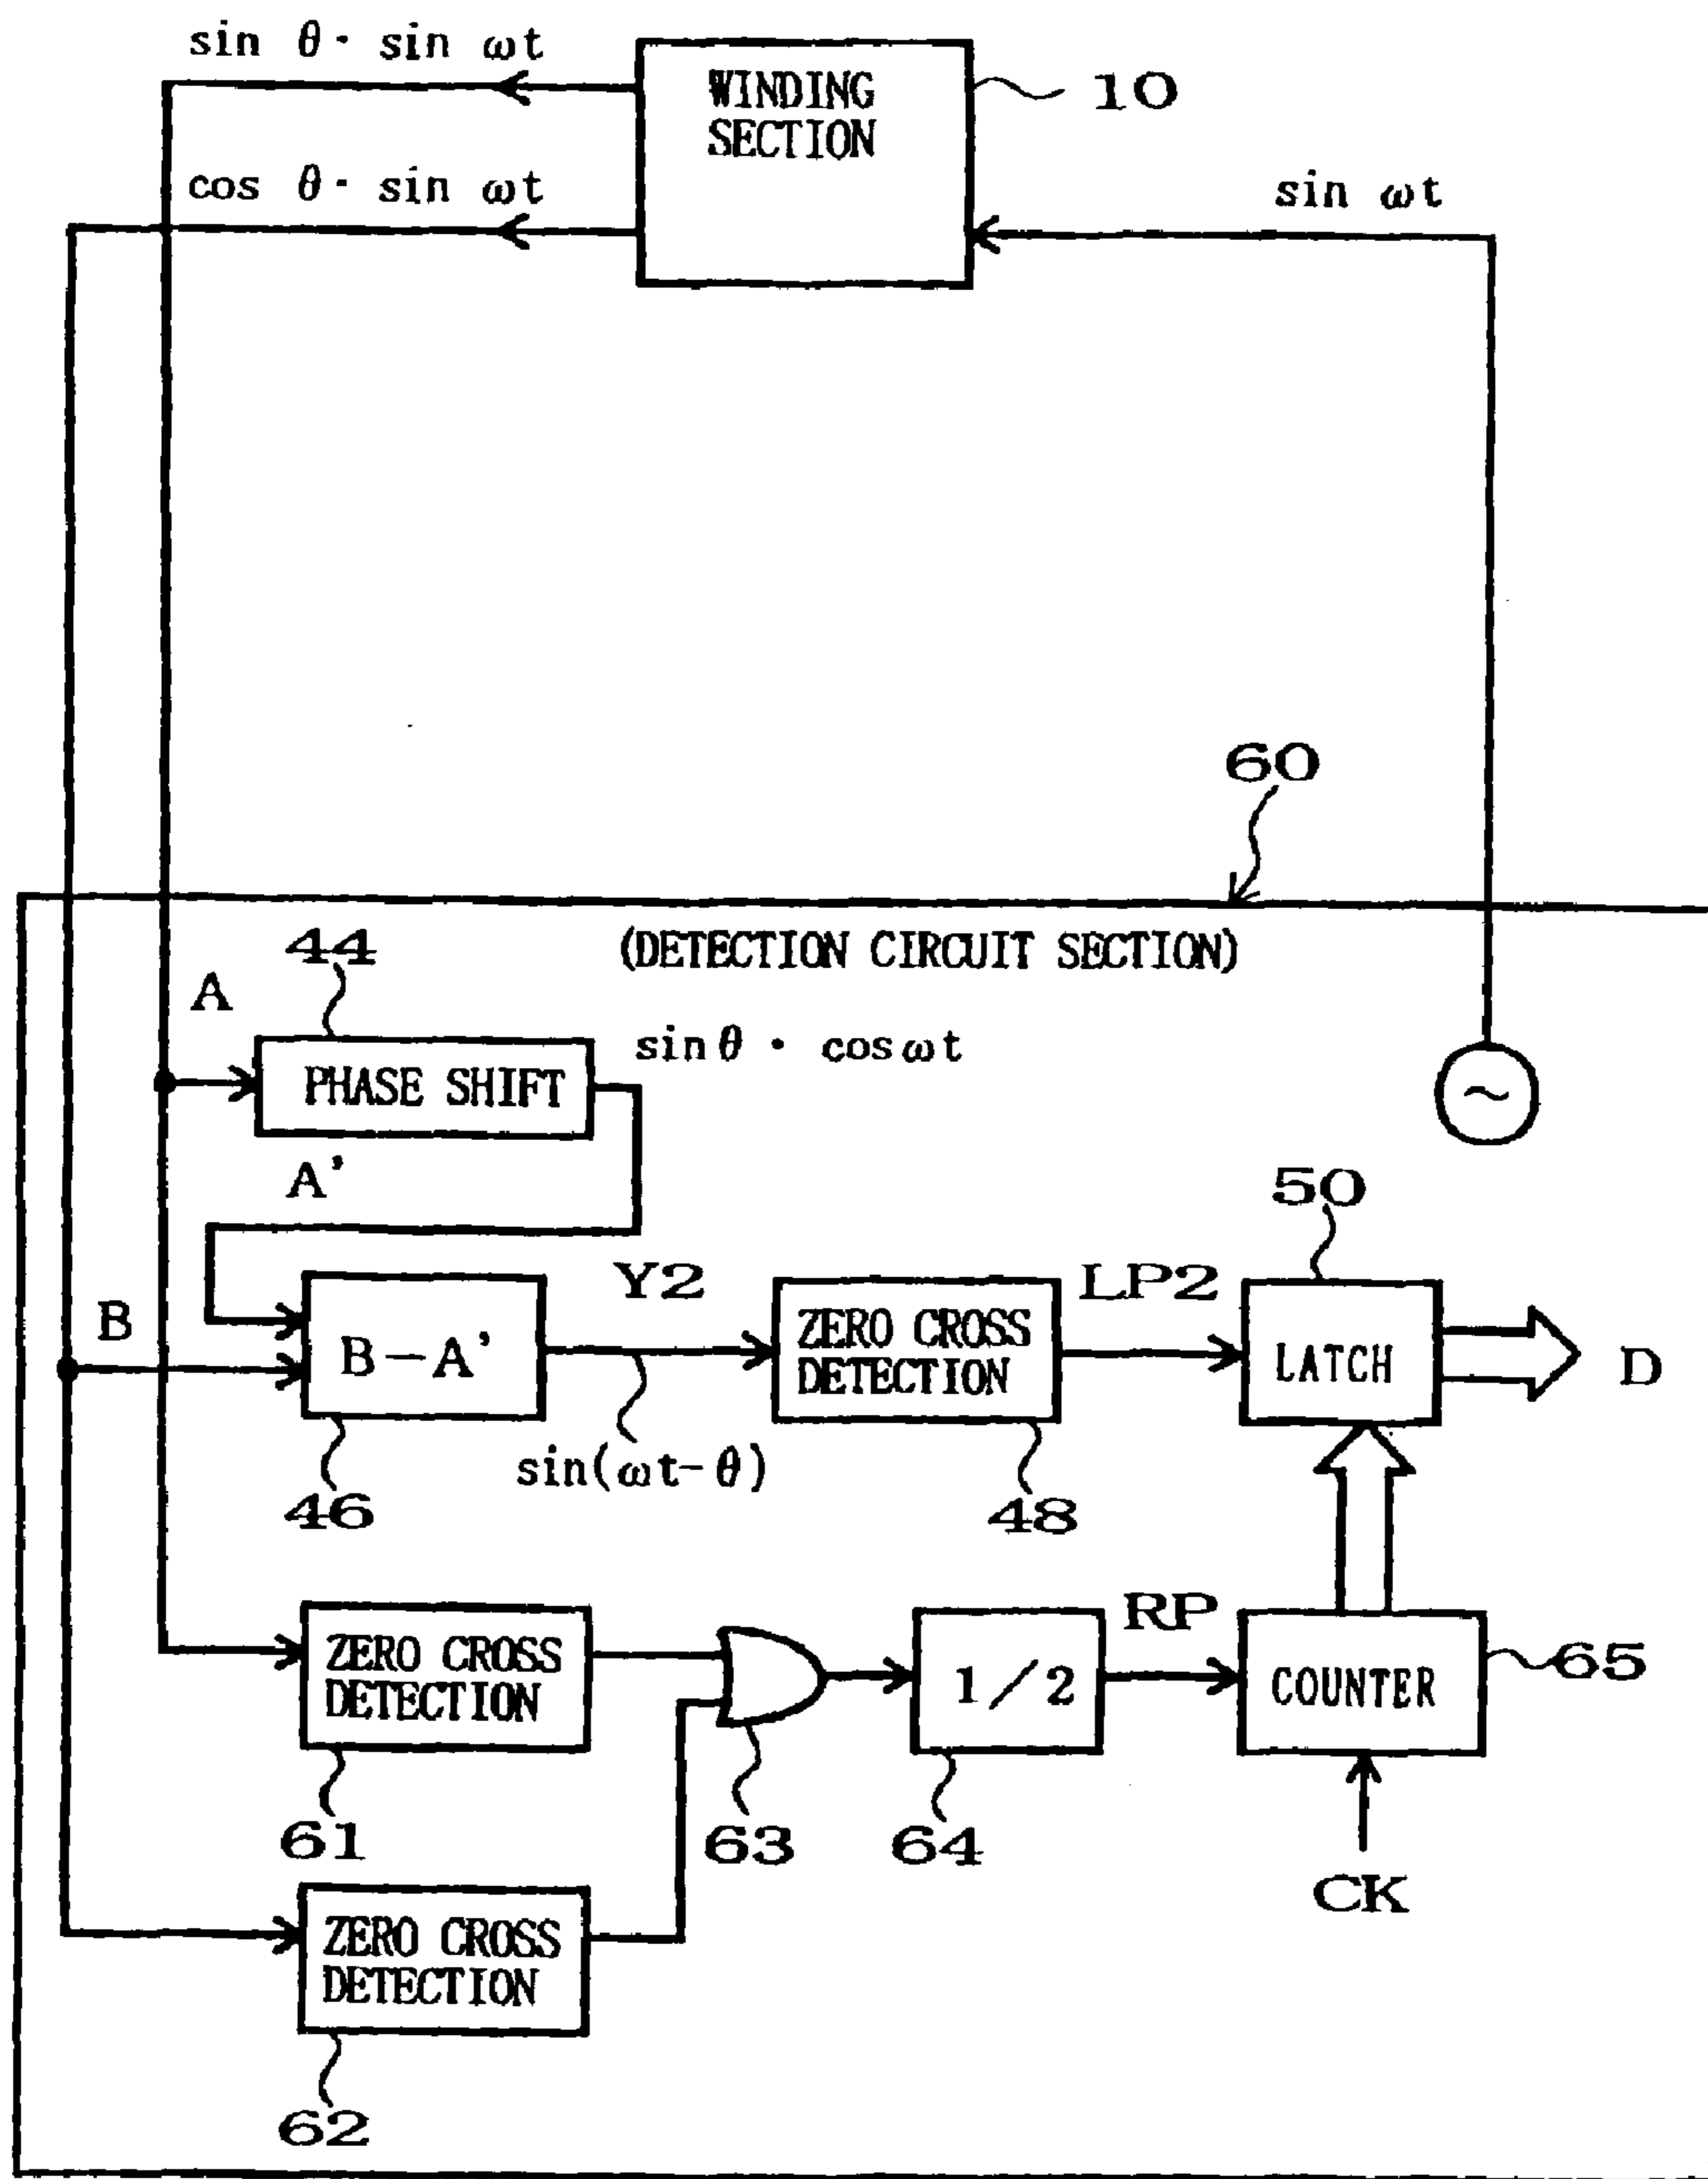 sin θ· sin ωt
WINDING
SECTION
10
cos θ· sin ωt
sin ωt
60
(DETECTION CIRCUIT SECTION)
44
A
sinθ · cosωt
PHASE SHIFT
~
A'
50
B
B-A'
Y2
ZERO CROSS
DETECTION
LP2
LATCH
D
sin(ωt-θ)
46
48
ZERO CROSS
DETECTION
1/2
RP
COUNTER
65
61
63
64
CK
ZERO CROSS
DETECTION
62